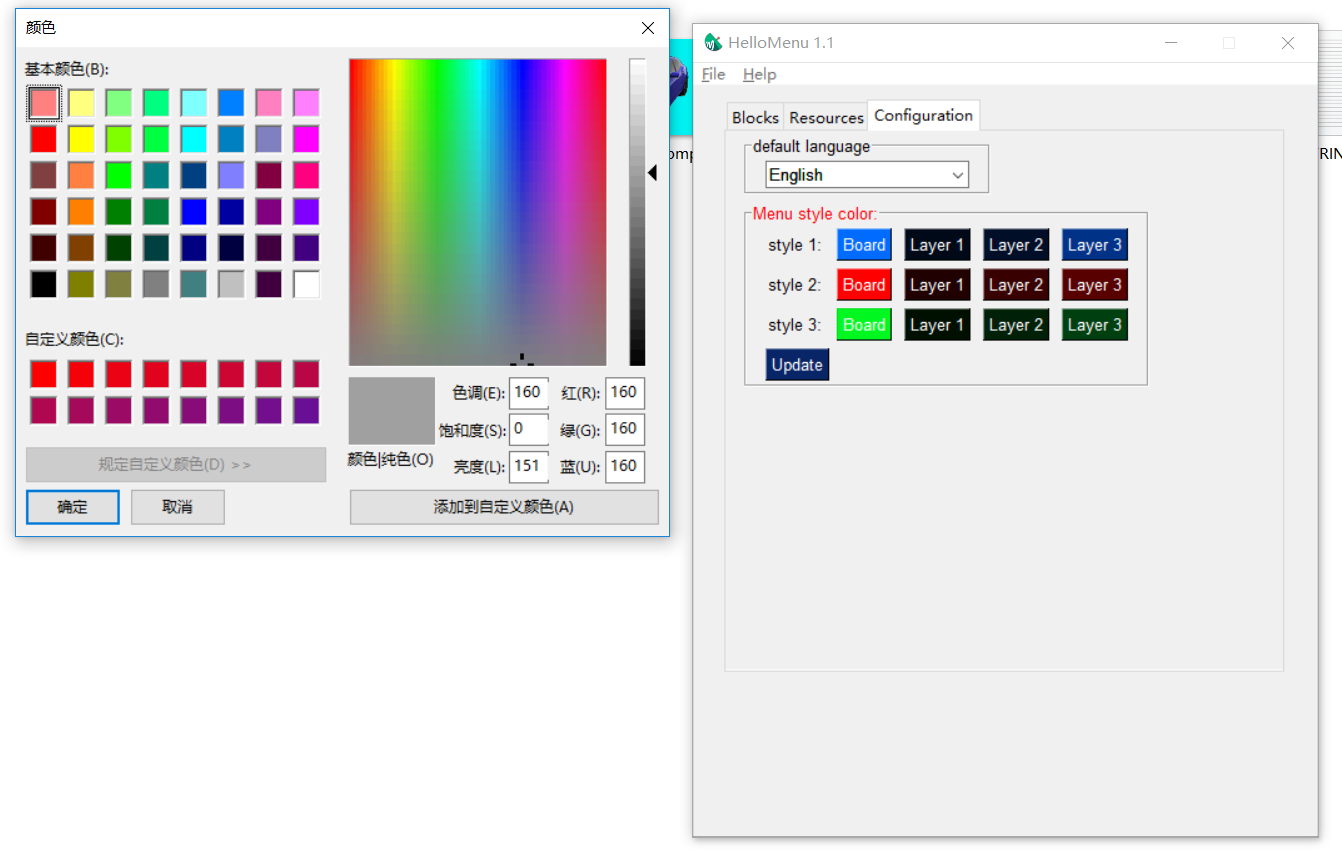 颜色
基本颜色(B):
自定义颜色(C):
规定自定义颜色(D) >>
确定 取消
色调(E): 160 红(R): 160
饱和度(S): 0 绿(G): 160
颜色|纯色(O) 亮度(L): 151 蓝(U): 160
添加到自定义颜色(A)
HelloMenu 1.1
File Help
Blocks Resources Configuration
default language
English
Menu style color:
style 1: Board Layer 1 Layer 2 Layer 3
style 2: Board Layer 1 Layer 2 Layer 3
style 3: Board Layer 1 Layer 2 Layer 3
Update